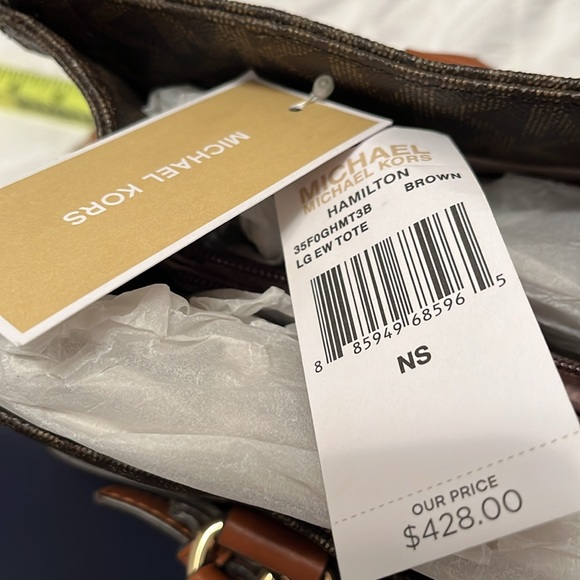 MICHAEL KORS
MICHAEL
MICHAEL KORS
HAMILTON
35F0GHMT3B BROWN
LG EW TOTE
8 85949 68596 5
NS
OUR PRICE
$428.00